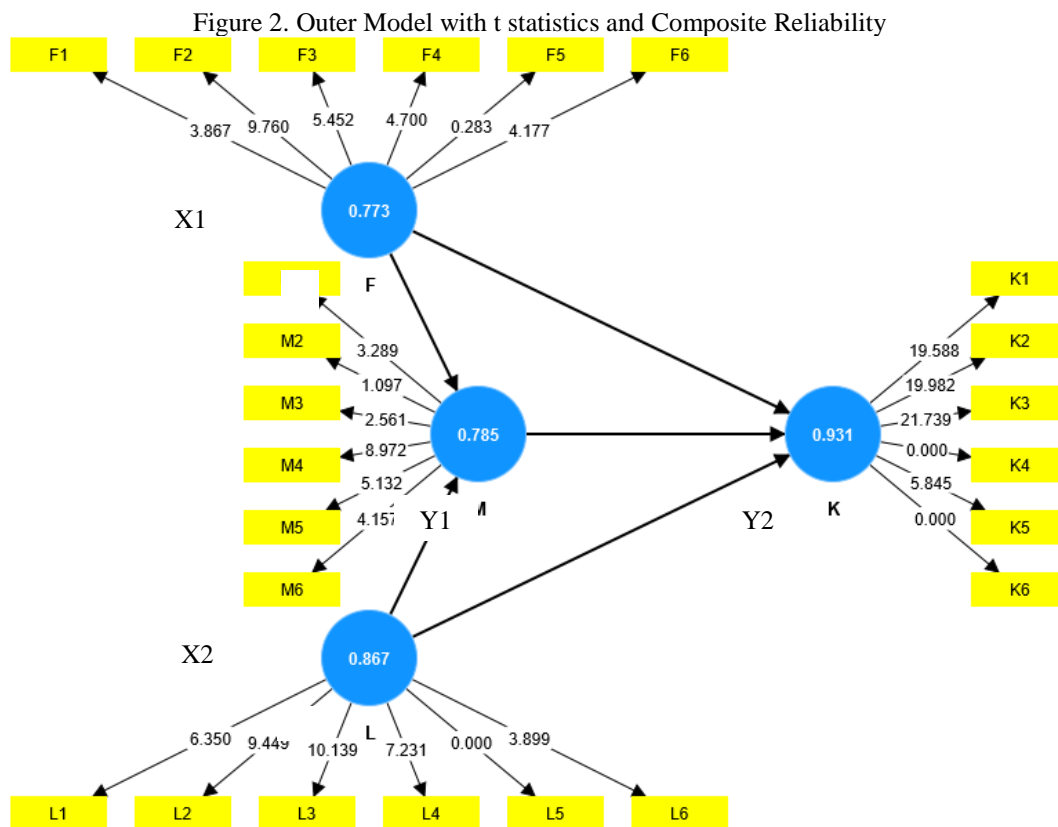 Figure 2. Outer Model with t statistics and Composite Reliability
F1 F2 F3 F4 F5 F6
3.867 9.760 5.452 4.700 0.283 4.177
0.773
X1
F
K1
M2
3.289
19.588
K2
1.097
19.982
M3
2.561
21.739
K3
0.785
0.931
M4
8.972
0.000
K4
5.132
5.845
M5
4.157
Y1
Y2
K
0.000
K5
M6
K6
X2
0.867
L
6.350 9.449 10.139 7.231 0.000 3.899
L1 L2 L3 L4 L5 L6